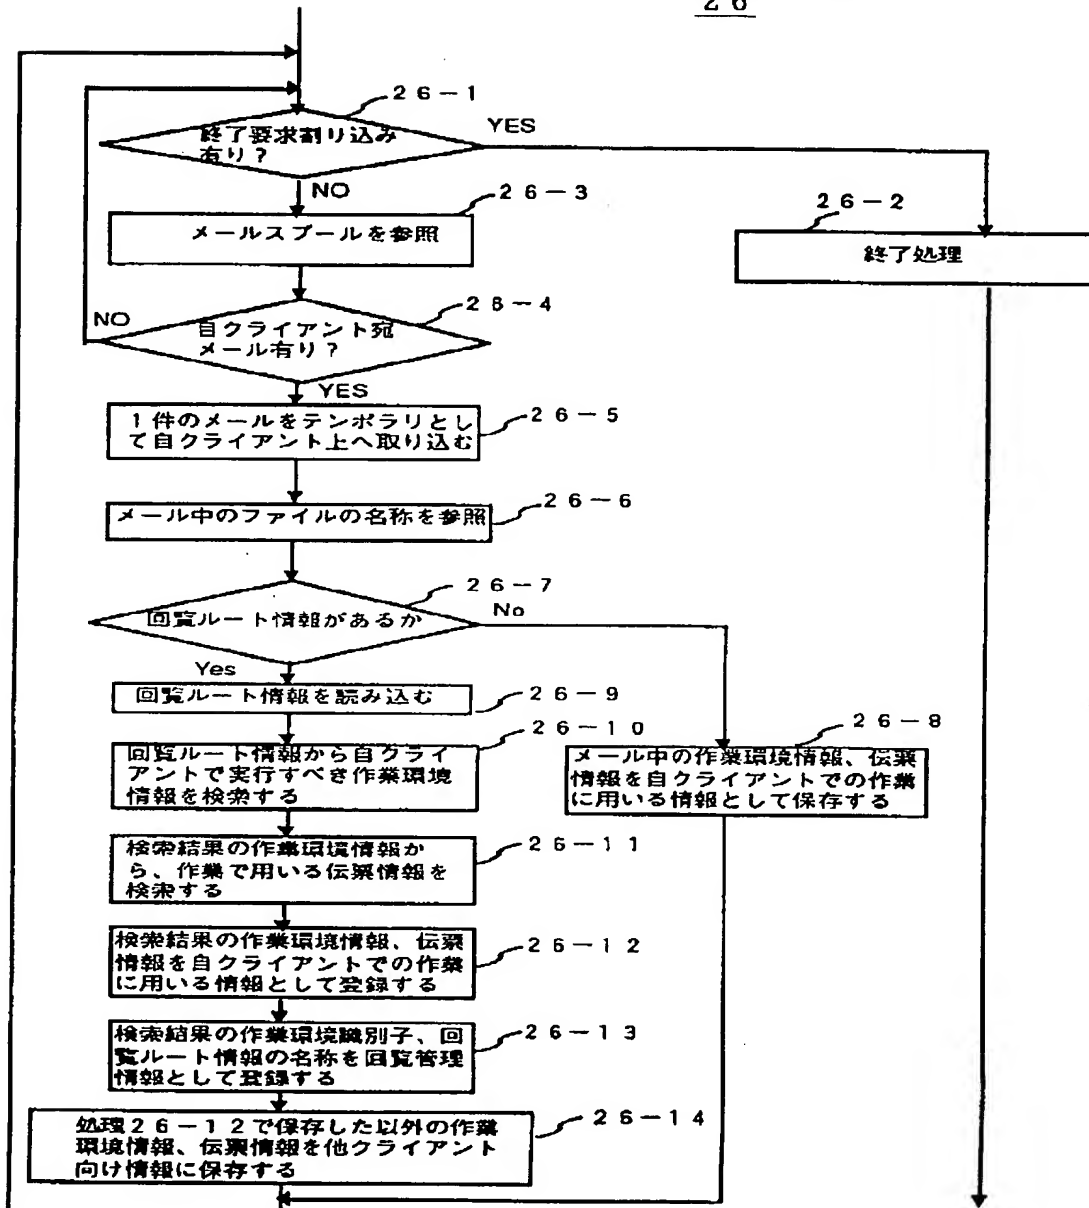 ２６
２６－１
終了要求割り込み
有り？
YES
NO
２６－３
メールスプールを参照
２６－２
終了処理
２６－４
NO
自クライアント宛
メール有り？
YES
２６－５
１件のメールをテンポラリとし
て自クライアント上へ取り込む
２６－６
メール中のファイルの名称を参照
２６－７
No
回覧ルート情報があるか
Yes
２６－９
回覧ルート情報を読み込む
２６－１０
回覧ルート情報から自クライ
アントで実行すべき作業環境
情報を検索する
２６－８
メール中の作業環境情報、伝票
情報を自クライアントでの作業
に用いる情報として保存する
２６－１１
検索結果の作業環境情報か
ら、作業で用いる伝票情報を
検索する
２６－１２
検索結果の作業環境情報、伝票
情報を自クライアントでの作業
に用いる情報として登録する
２６－１３
検索結果の作業環境識別子、回
覧ルート情報の名称を回覧管理
情報として登録する
２６－１４
処理２６－１２で保存した以外の作業
環境情報、伝票情報を他クライアント
向け情報に保存する